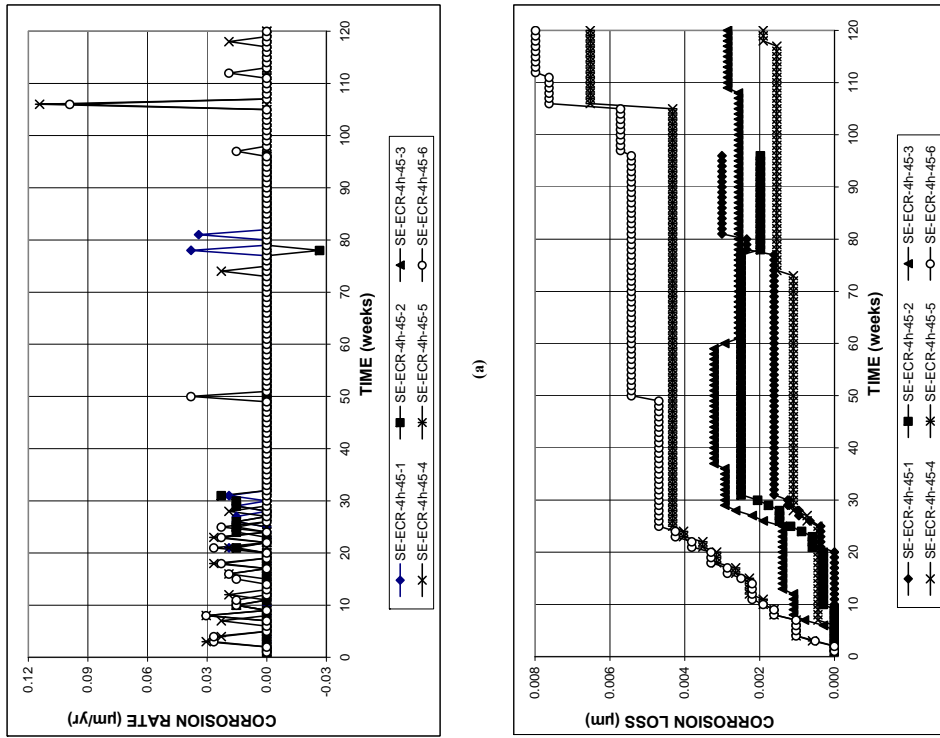 0.12
0.09
0.06
0.03
0.00
-0.03
CORROSION RATE (µm/yr)
0 10 20 30 40 50 60 70 80 90 100 110 120
TIME (weeks)
SE-ECR-4h-45-1 SE-ECR-4h-45-2 SE-ECR-4h-45-3
SE-ECR-4h-45-4 SE-ECR-4h-45-5 SE-ECR-4h-45-6
(a)
0.008
0.006
0.004
0.002
0.000
CORROSION LOSS (µm)
0 10 20 30 40 50 60 70 80 90 100 110 120
TIME (weeks)
SE-ECR-4h-45-1 SE-ECR-4h-45-2 SE-ECR-4h-45-3
SE-ECR-4h-45-4 SE-ECR-4h-45-5 SE-ECR-4h-45-6